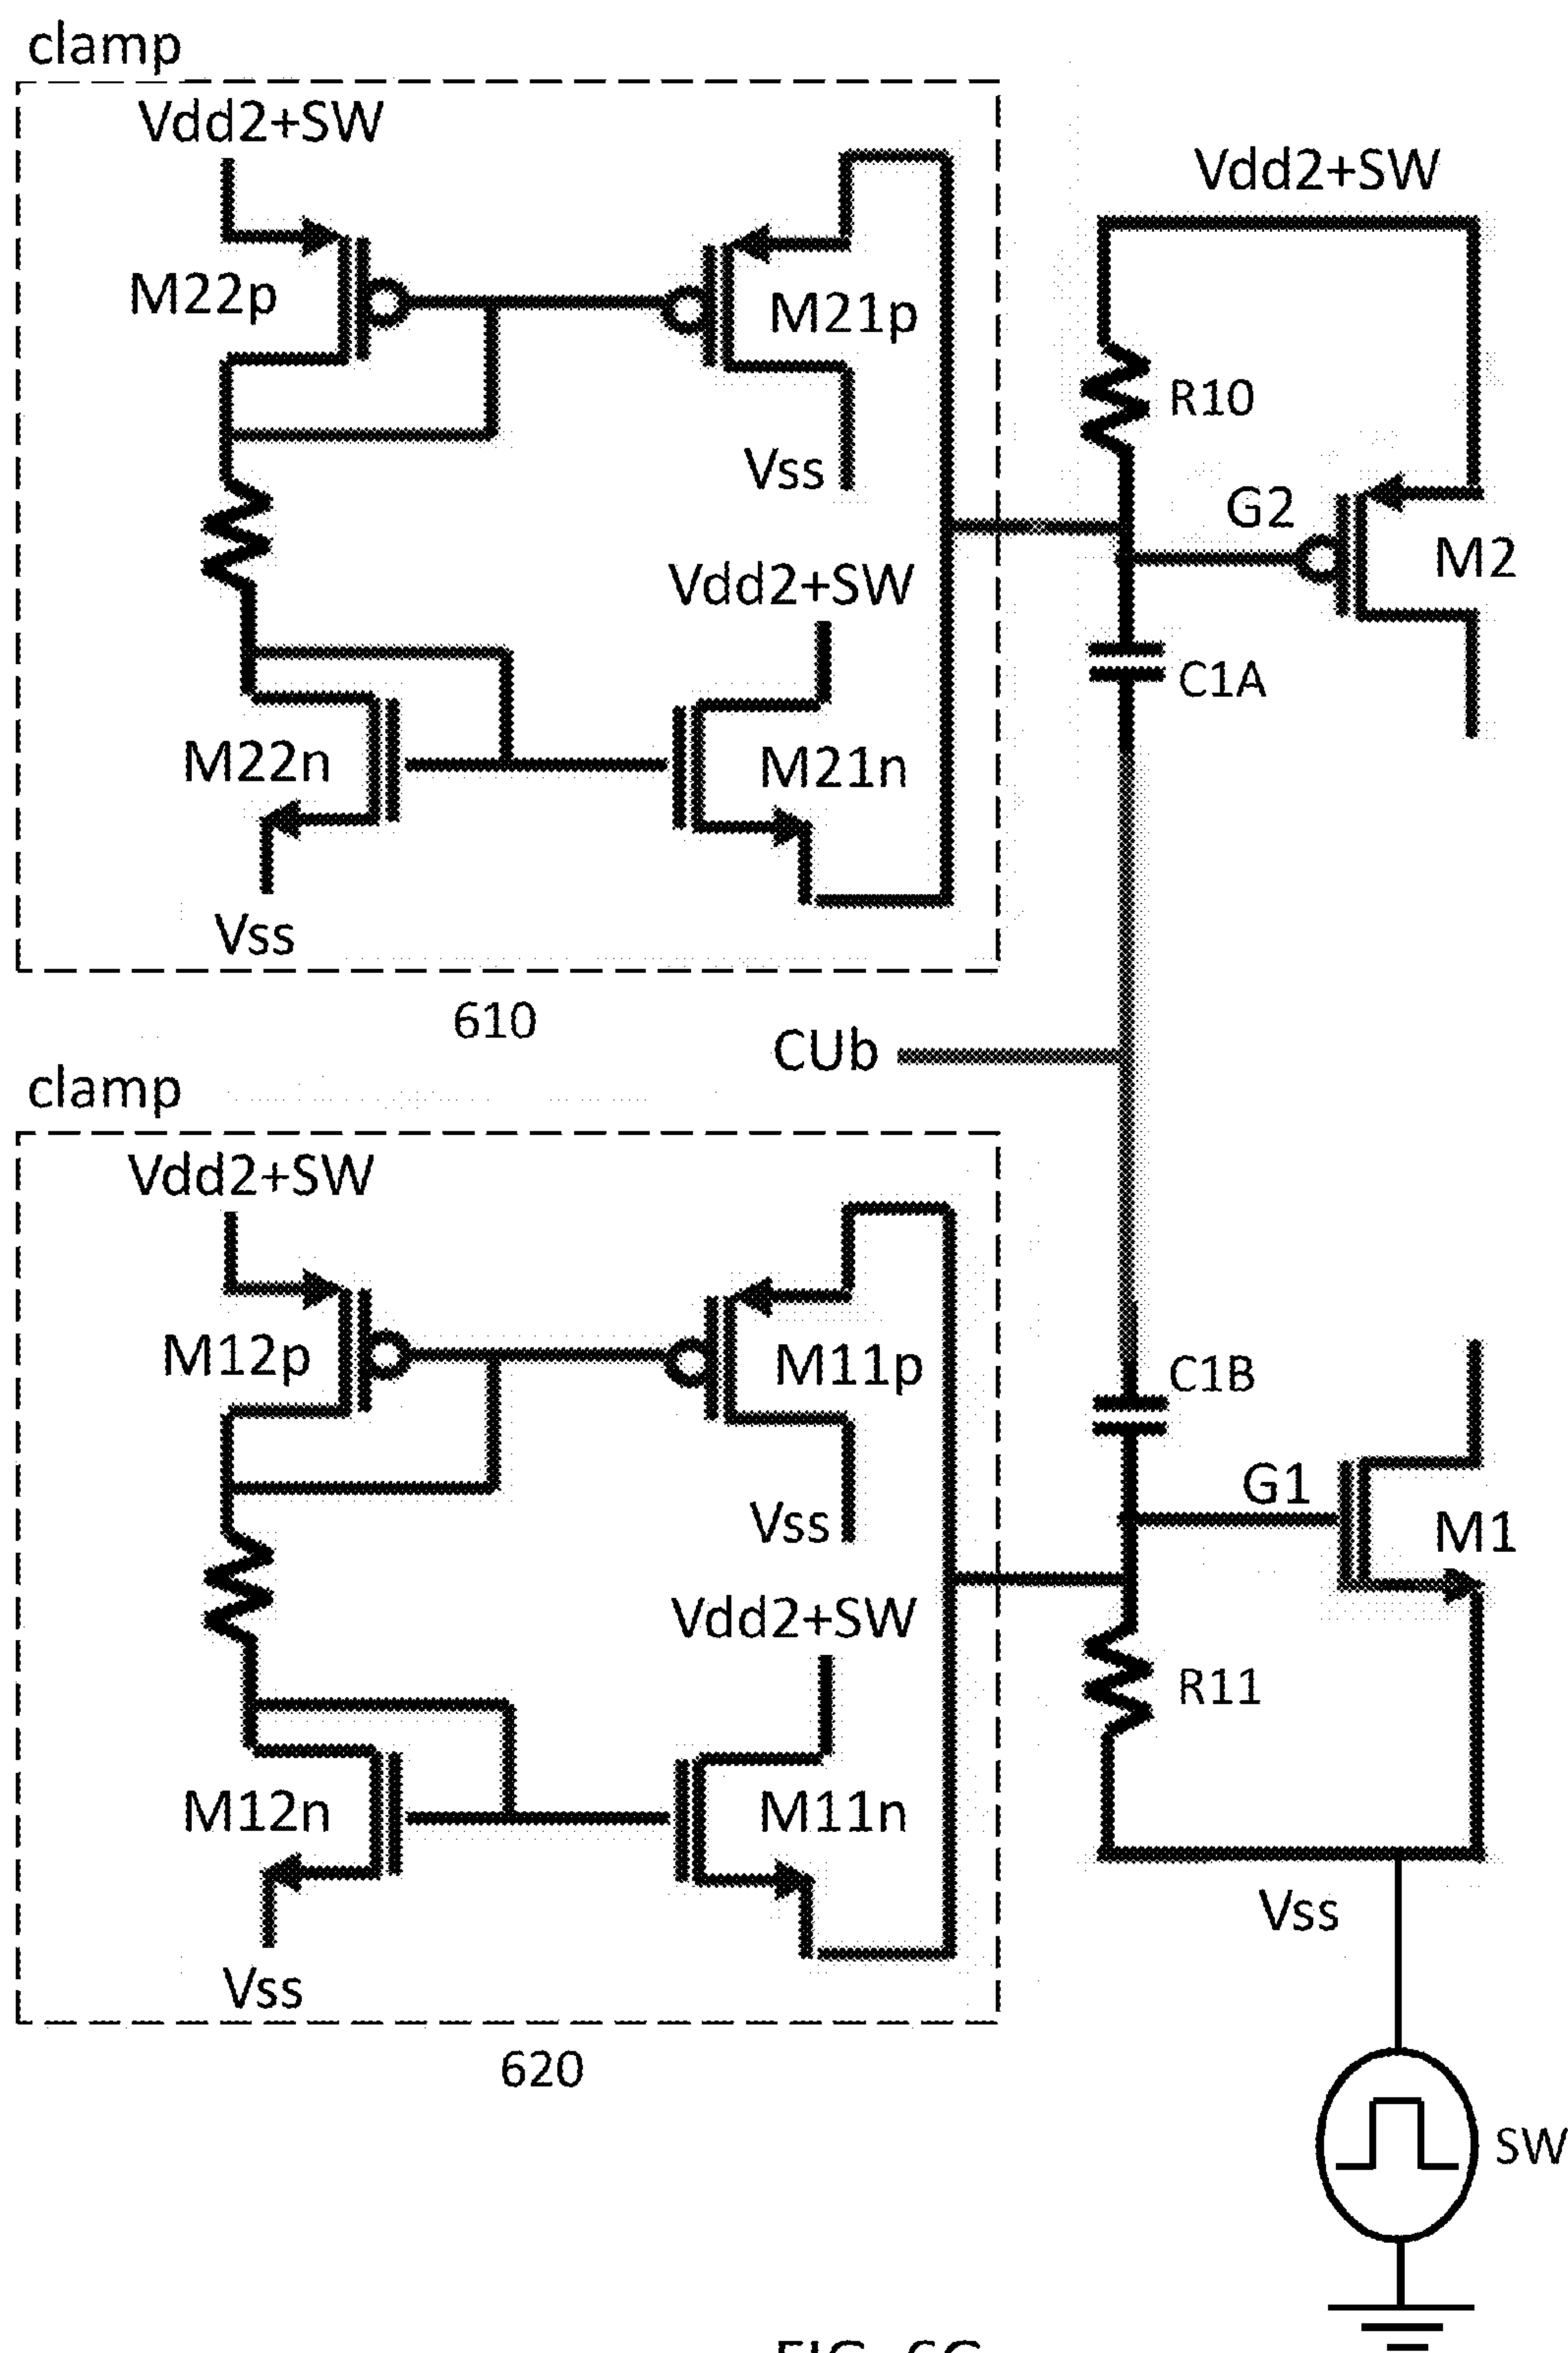 clamp
Vdd2+SW
Vdd2+SW
M22p
M21p
R10
Vss
G2
M2
Vdd2+SW
C1A
M22n
M21n
Vss
610
CUb
clamp
Vdd2+SW
M12p
M11p
C1B
G1
M1
Vss
Vdd2+SW
R11
M12n
M11n
Vss
Vss
620
SW